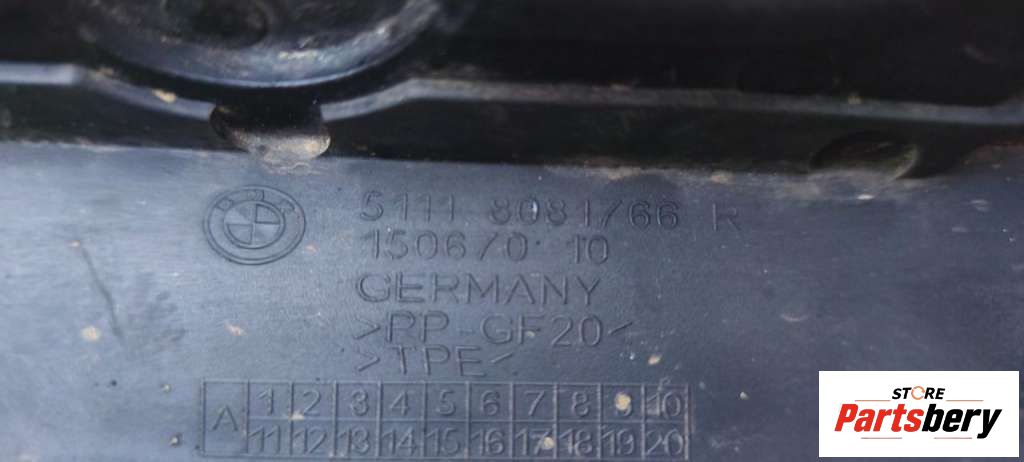 BMW
5111 8081766 R
150670 10
GERMANY
>PP-GF20<
>TPE<
A 1 2 3 4 5 6 7 8 9 10
11 12 13 14 15 16 17 18 19 20
STORE
Partsbery